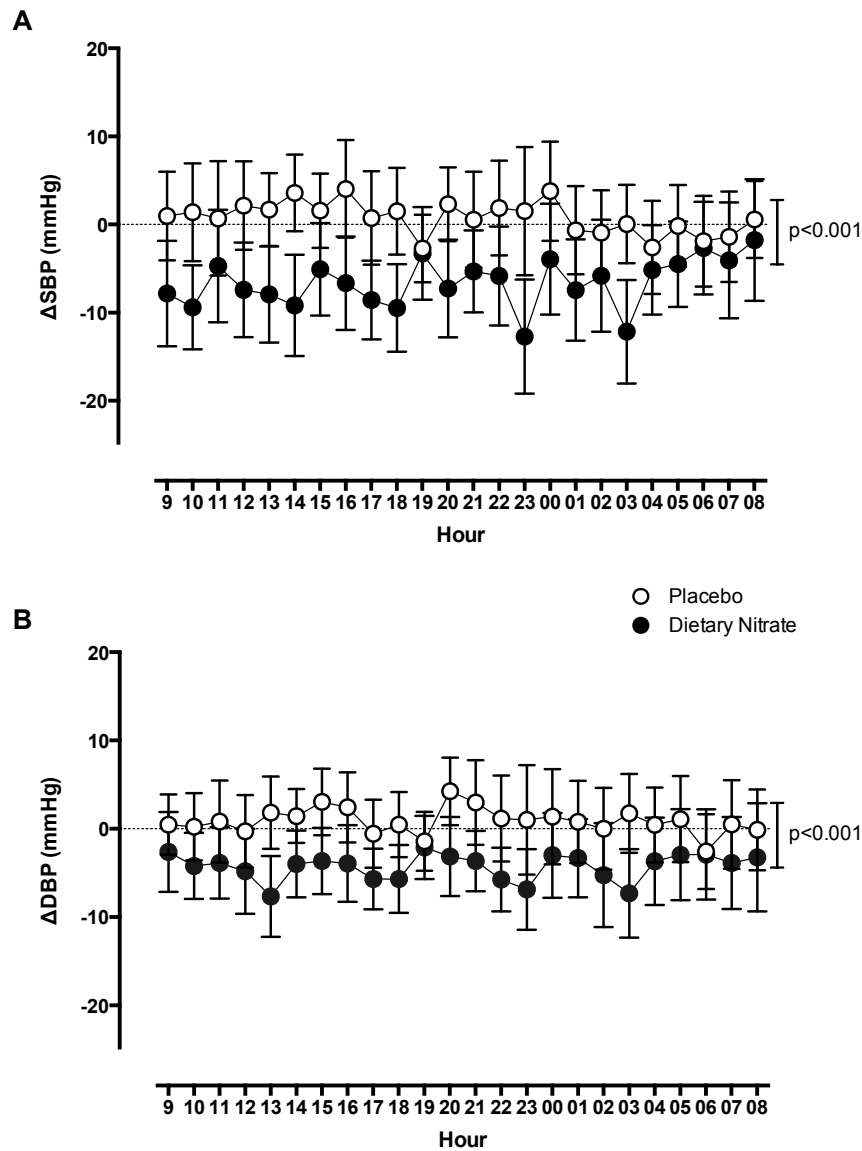 A
20
10
0
-10
-20
ΔSBP (mmHg)
p<0.001
9 10 11 12 13 14 15 16 17 18 19 20 21 22 23 00 01 02 03 04 05 06 07 08
Hour
Placebo
Dietary Nitrate
B
20
10
0
-10
-20
ΔDBP (mmHg)
p<0.001
9 10 11 12 13 14 15 16 17 18 19 20 21 22 23 00 01 02 03 04 05 06 07 08
Hour